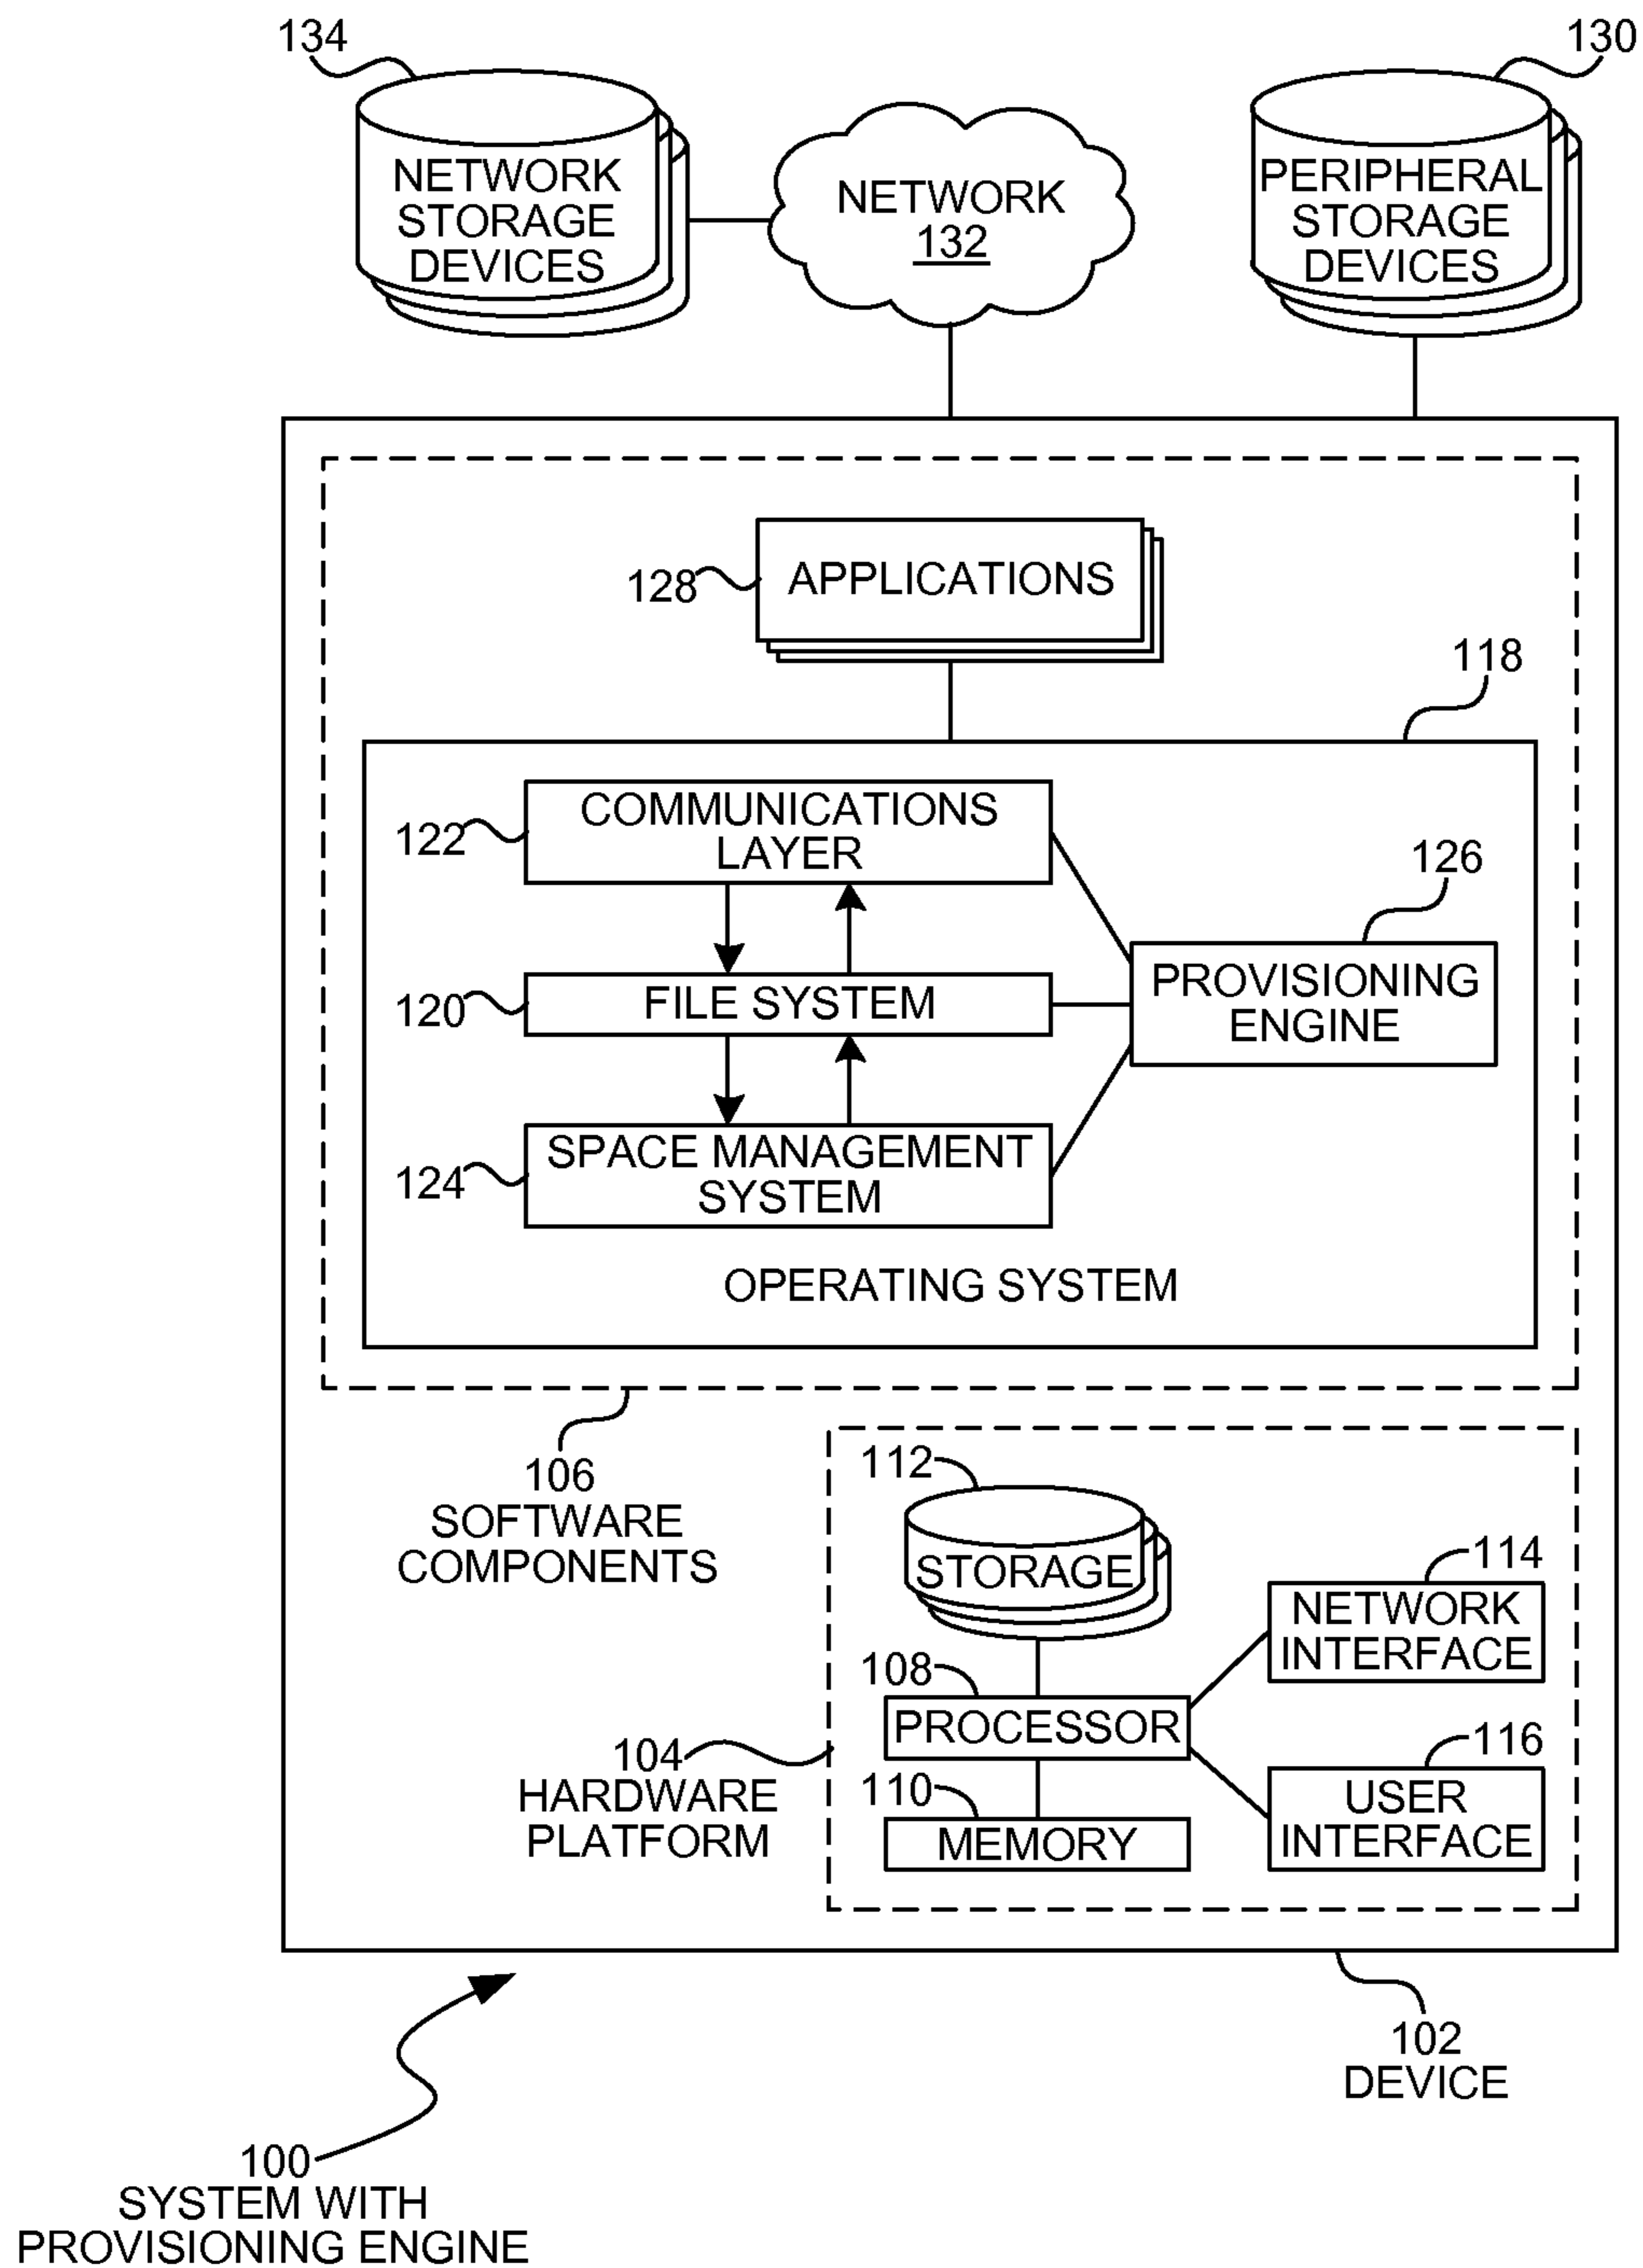 134
130
NETWORK
STORAGE
DEVICES
NETWORK
132
PERIPHERAL
STORAGE
DEVICES
128
APPLICATIONS
118
COMMUNICATIONS
LAYER
122
126
PROVISIONING
ENGINE
120
FILE SYSTEM
SPACE MANAGEMENT
SYSTEM
124
OPERATING SYSTEM
106
SOFTWARE
COMPONENTS
112
STORAGE
114
NETWORK
INTERFACE
108
PROCESSOR
104
HARDWARE
PLATFORM
110
MEMORY
116
USER
INTERFACE
102
DEVICE
100
SYSTEM WITH
PROVISIONING ENGINE